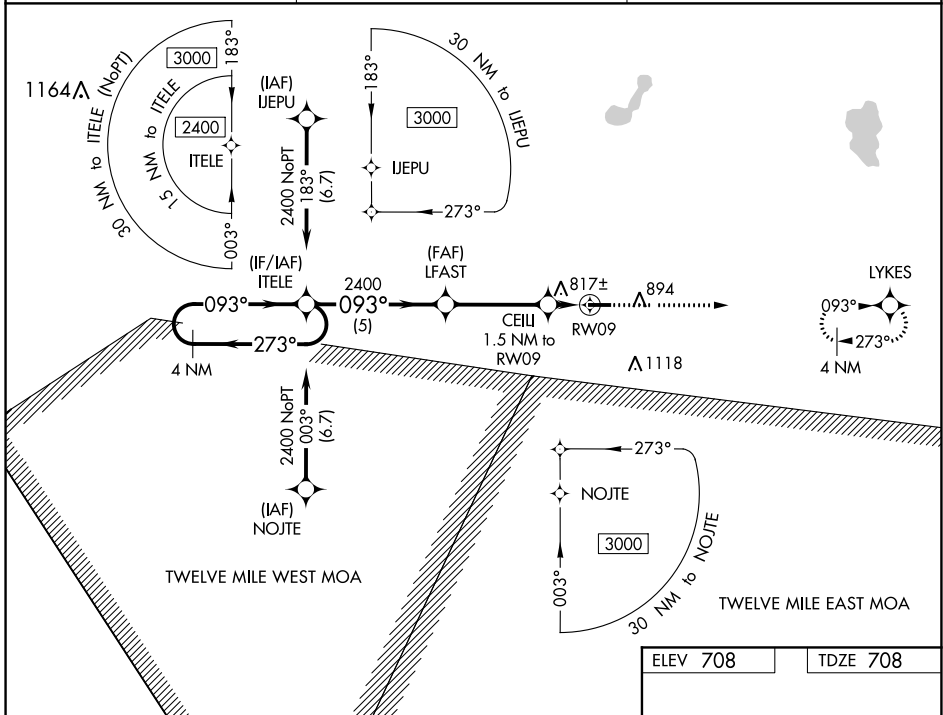 1164
30 NM to ITELE (NoPT)
3000
183°
15 NM to ITELE
2400
ITELE
003°
(IAF)
IJEPU
2400 NoPT
183°
(6.7)
183°
30 NM to IJEPU
3000
IJEPU
273°
(IF/IAF)
ITELE
093°
273°
4 NM
2400
093°
(5)
(FAF)
LFAST
CEILI
1.5 NM to
RW09
817±
RW09
894
1118
LYKES
093°
273°
4 NM
2400 NoPT
003°
(6.7)
(IAF)
NOJTE
273°
NOJTE
3000
003°
30 NM to NOJTE
TWELVE MILE WEST MOA
TWELVE MILE EAST MOA
ELEV 708
TDZE 708